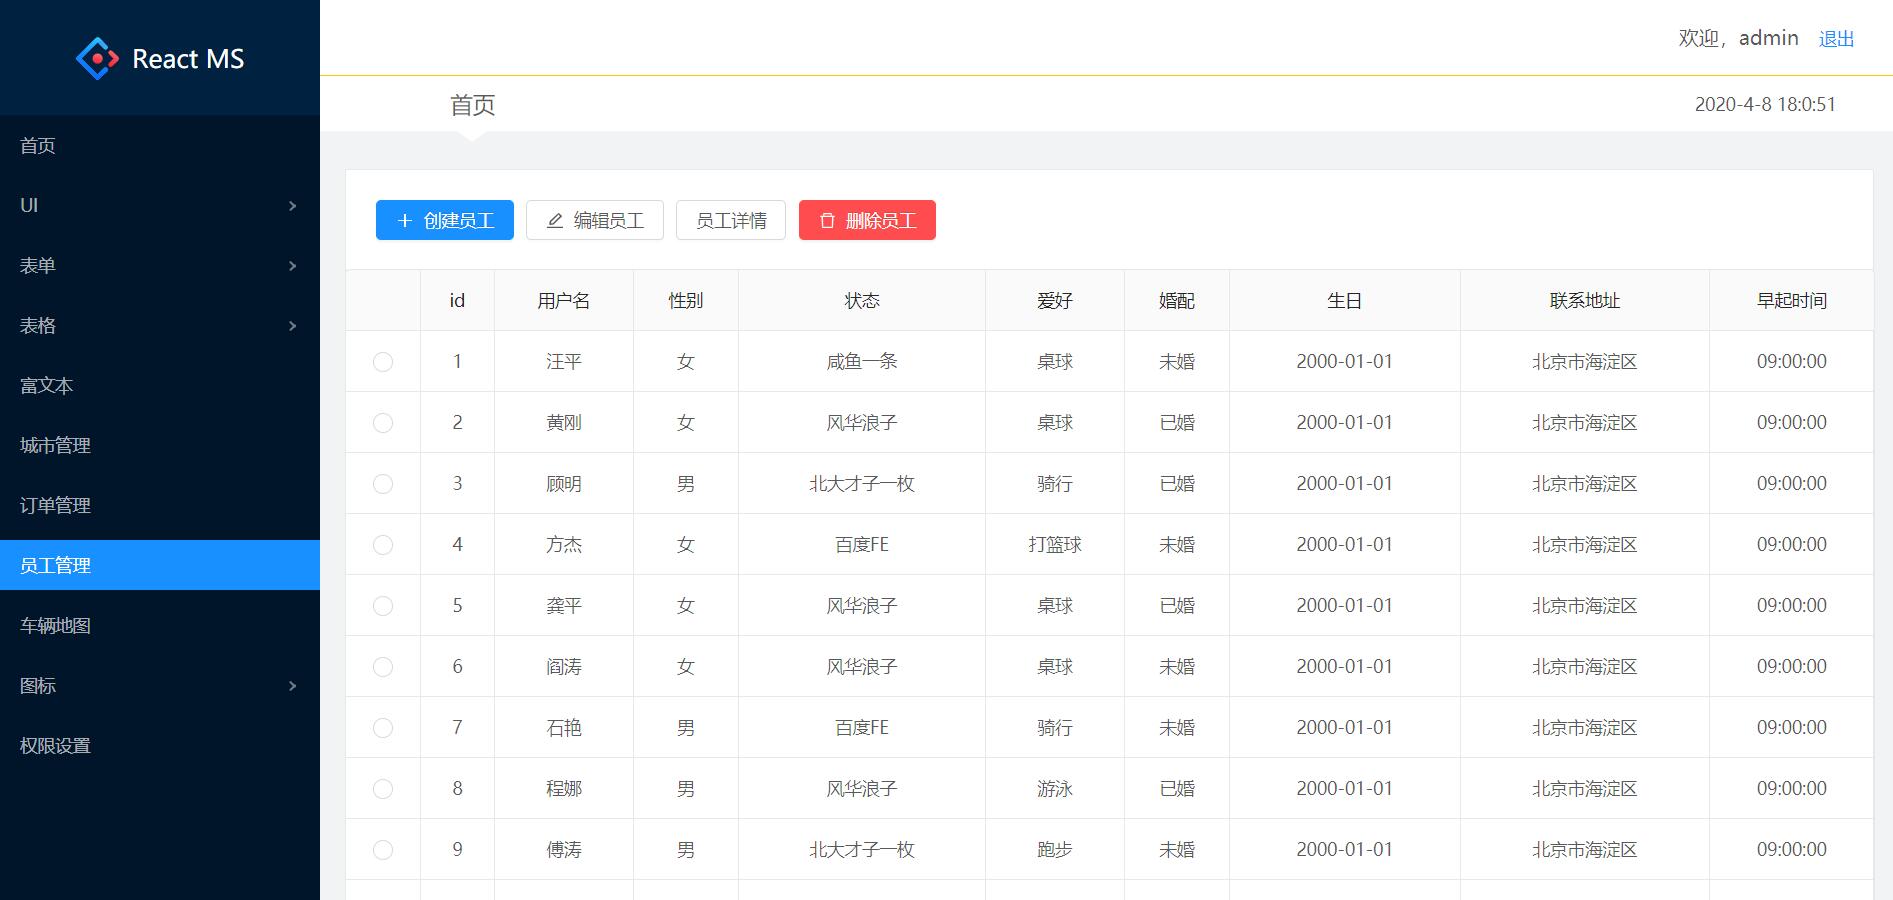 React MS
首页
UI
表单
表格
富文本
城市管理
订单管理
员工管理
车辆地图
图标
权限设置
欢迎，admin 退出
首页 2020-4-8 18:0:51
创建员工 编辑员工 员工详情 删除员工
id 用户名 性别 状态 爱好 婚配 生日 联系地址 早起时间
1 汪平 女 咸鱼一条 桌球 未婚 2000-01-01 北京市海淀区 09:00:00
2 黄刚 女 风华浪子 桌球 已婚 2000-01-01 北京市海淀区 09:00:00
3 顾明 男 北大才子一枚 骑行 已婚 2000-01-01 北京市海淀区 09:00:00
4 方杰 女 百度FE 打篮球 未婚 2000-01-01 北京市海淀区 09:00:00
5 龚平 女 风华浪子 桌球 已婚 2000-01-01 北京市海淀区 09:00:00
6 阎涛 女 风华浪子 桌球 未婚 2000-01-01 北京市海淀区 09:00:00
7 石艳 男 百度FE 骑行 未婚 2000-01-01 北京市海淀区 09:00:00
8 程娜 男 风华浪子 游泳 已婚 2000-01-01 北京市海淀区 09:00:00
9 傅涛 男 北大才子一枚 跑步 未婚 2000-01-01 北京市海淀区 09:00:00